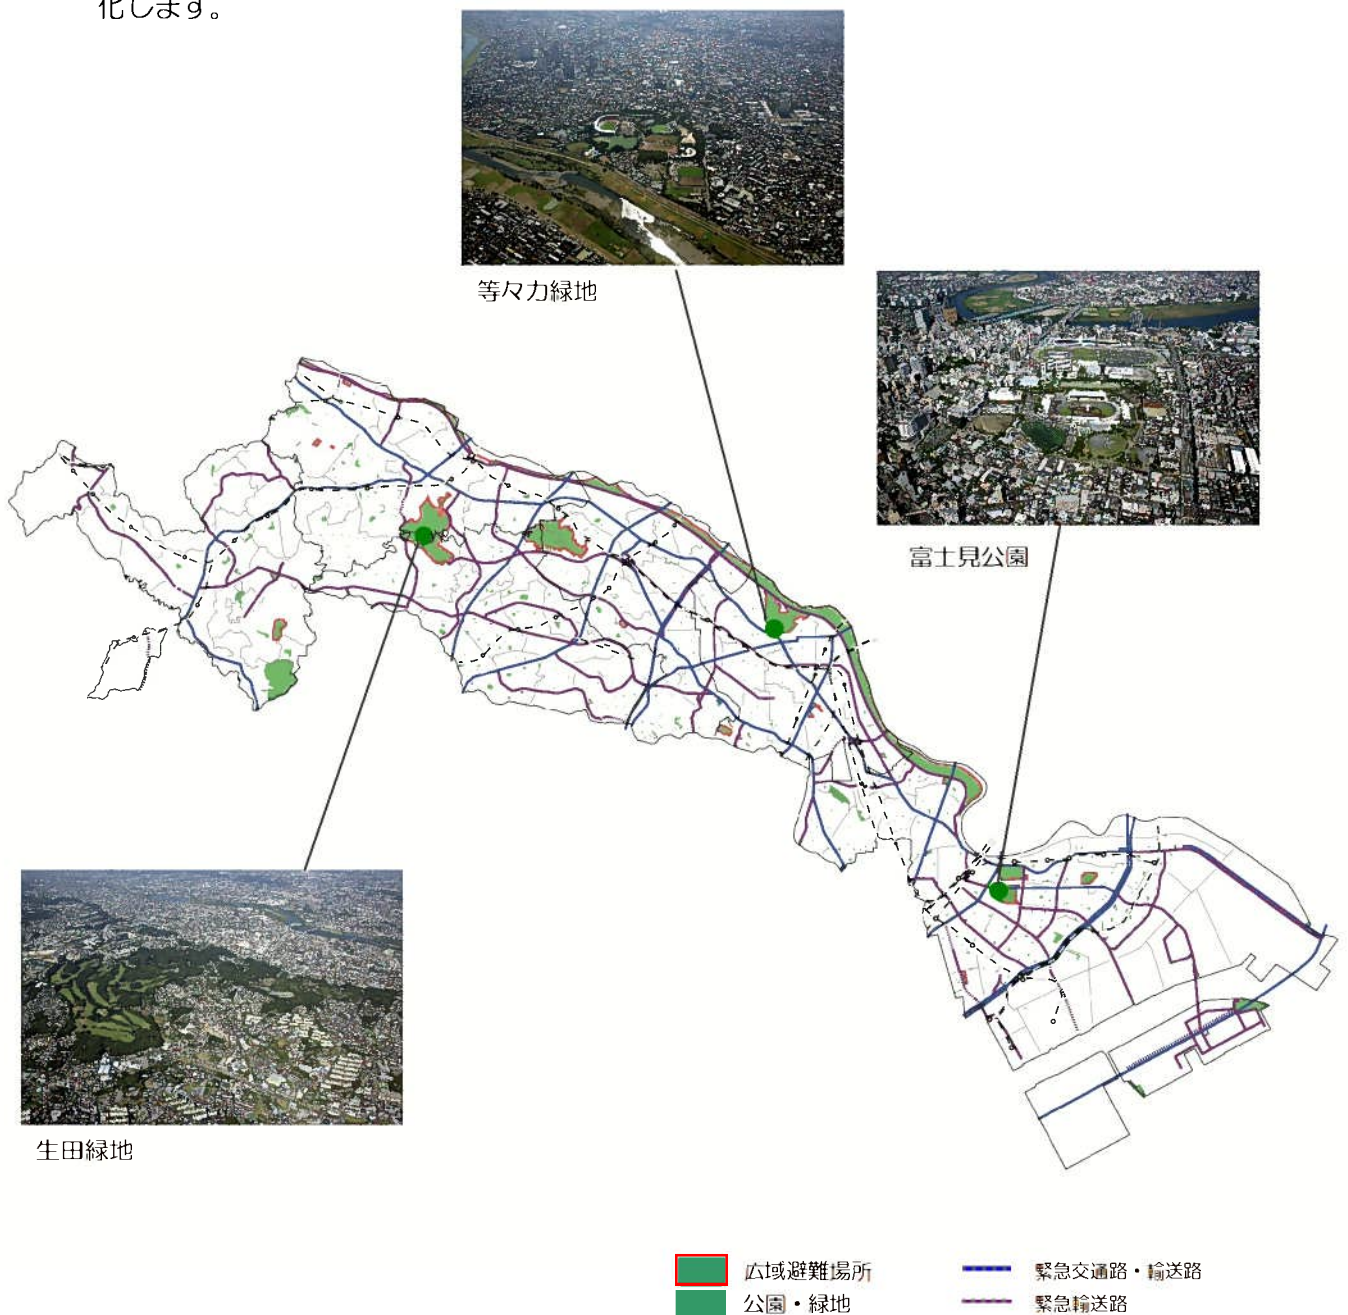 化します。
等々力緑地
富士見公園
生田緑地
広域避難場所
公園・緑地
緊急交通路・輸送路
緊急輸送路